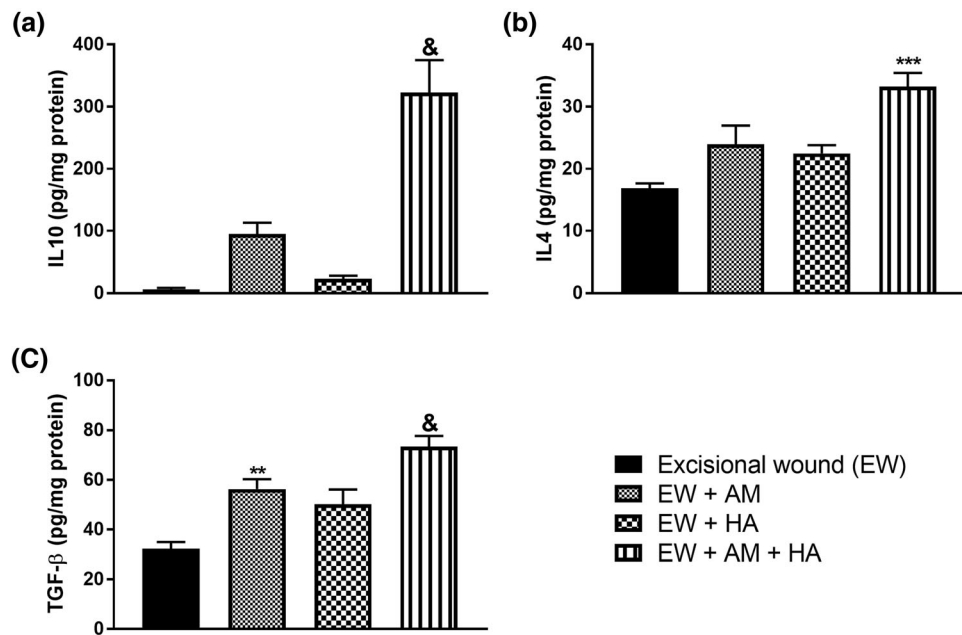 (a)
IL10 (pg/mg protein)
400
300
200
100
0
&
(b)
IL4 (pg/mg protein)
40
30
20
10
0
***
(C)
TGF-β (pg/mg protein)
100
80
60
40
20
0
**
&
Excisional wound (EW)
EW + AM
EW + HA
EW + AM + HA